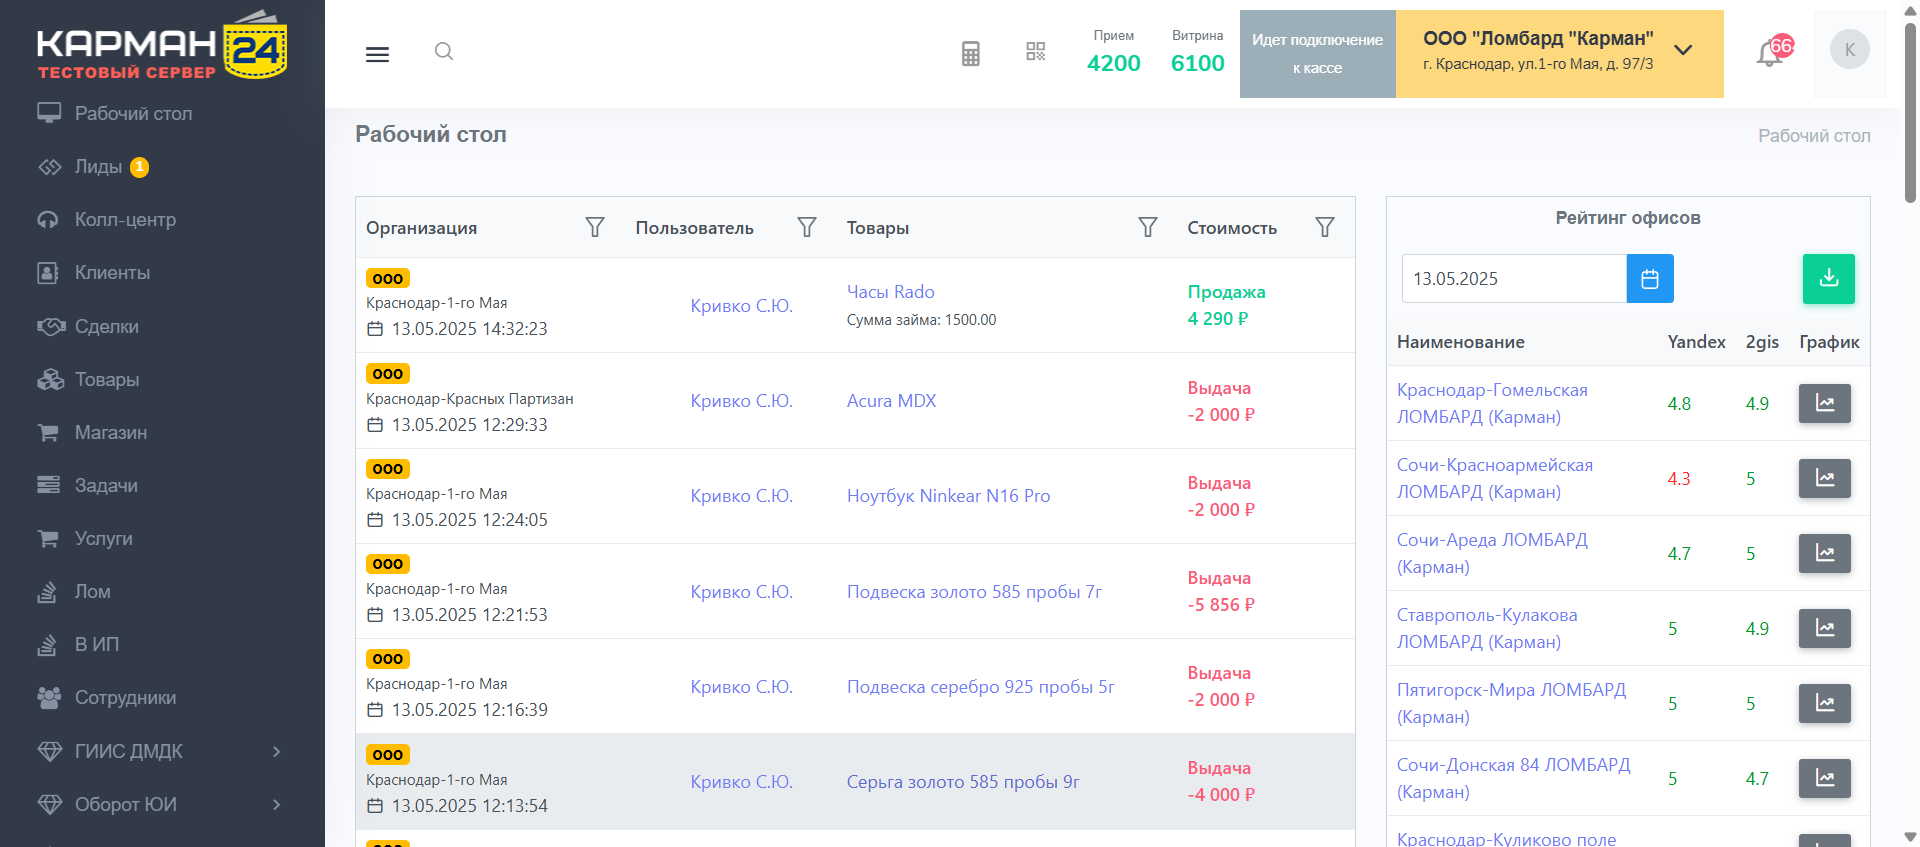 КАРМАН 24
ТЕСТОВЫЙ СЕРВЕР
Рабочий стол
Лиды 1
Колл-центр
Клиенты
Сделки
Товары
Магазин
Задачи
Услуги
Лом
В ИП
Сотрудники
ГИИС ДМДК
Оборот ЮИ
Прием
4200
Витрина
6100
Идет подключение
к кассе
ООО "Ломбард "Карман"
г. Краснодар, ул.1-го Мая, д. 97/3
K
Рабочий стол
Рабочий стол
Организация Пользователь Товары Стоимость
ООО
Краснодар-1-го Мая
13.05.2025 14:32:23
Кривко С.Ю.
Часы Rado
Сумма займа: 1500.00
Продажа
4 290 ₽
ООО
Краснодар-Красных Партизан
13.05.2025 12:29:33
Кривко С.Ю.
Acura MDX
Выдача
-2 000 ₽
ООО
Краснодар-1-го Мая
13.05.2025 12:24:05
Кривко С.Ю.
Ноутбук Ninkear N16 Pro
Выдача
-2 000 ₽
ООО
Краснодар-1-го Мая
13.05.2025 12:21:53
Кривко С.Ю.
Подвеска золото 585 пробы 7г
Выдача
-5 856 ₽
ООО
Краснодар-1-го Мая
13.05.2025 12:16:39
Кривко С.Ю.
Подвеска серебро 925 пробы 5г
Выдача
-2 000 ₽
ООО
Краснодар-1-го Мая
13.05.2025 12:13:54
Кривко С.Ю.
Серьга золото 585 пробы 9г
Выдача
-4 000 ₽
Рейтинг офисов
13.05.2025
Наименование Yandex 2gis График
Краснодар-Гомельская
ЛОМБАРД (Карман)
4.8 4.9
Сочи-Красноармейская
ЛОМБАРД (Карман)
4.3 5
Сочи-Ареда ЛОМБАРД
(Карман)
4.7 5
Ставрополь-Кулакова
ЛОМБАРД (Карман)
5 4.9
Пятигорск-Мира ЛОМБАРД
(Карман)
5 5
Сочи-Донская 84 ЛОМБАРД
(Карман)
5 4.7
Краснодар-Куликово поле